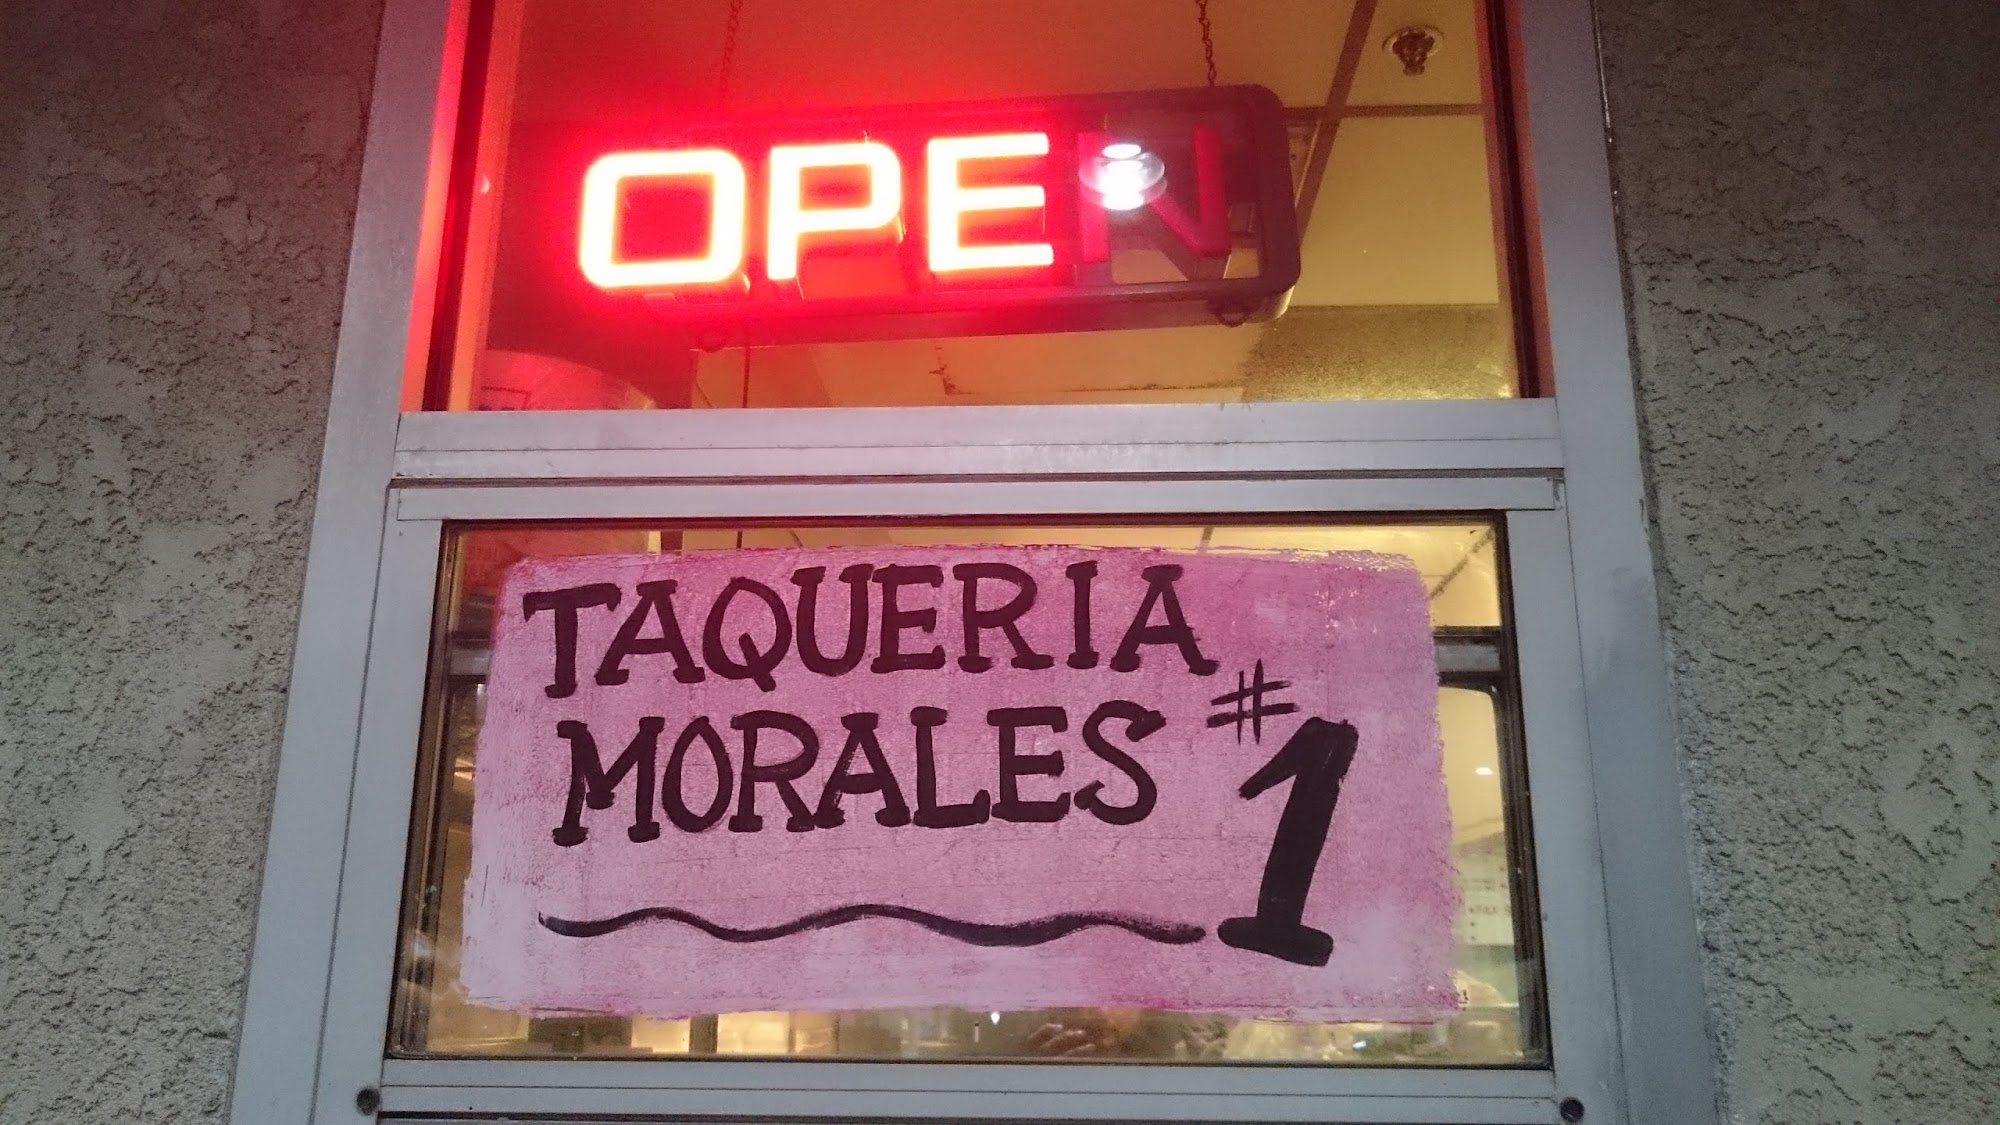 OPEN
TAQUERIA
MORALES #1